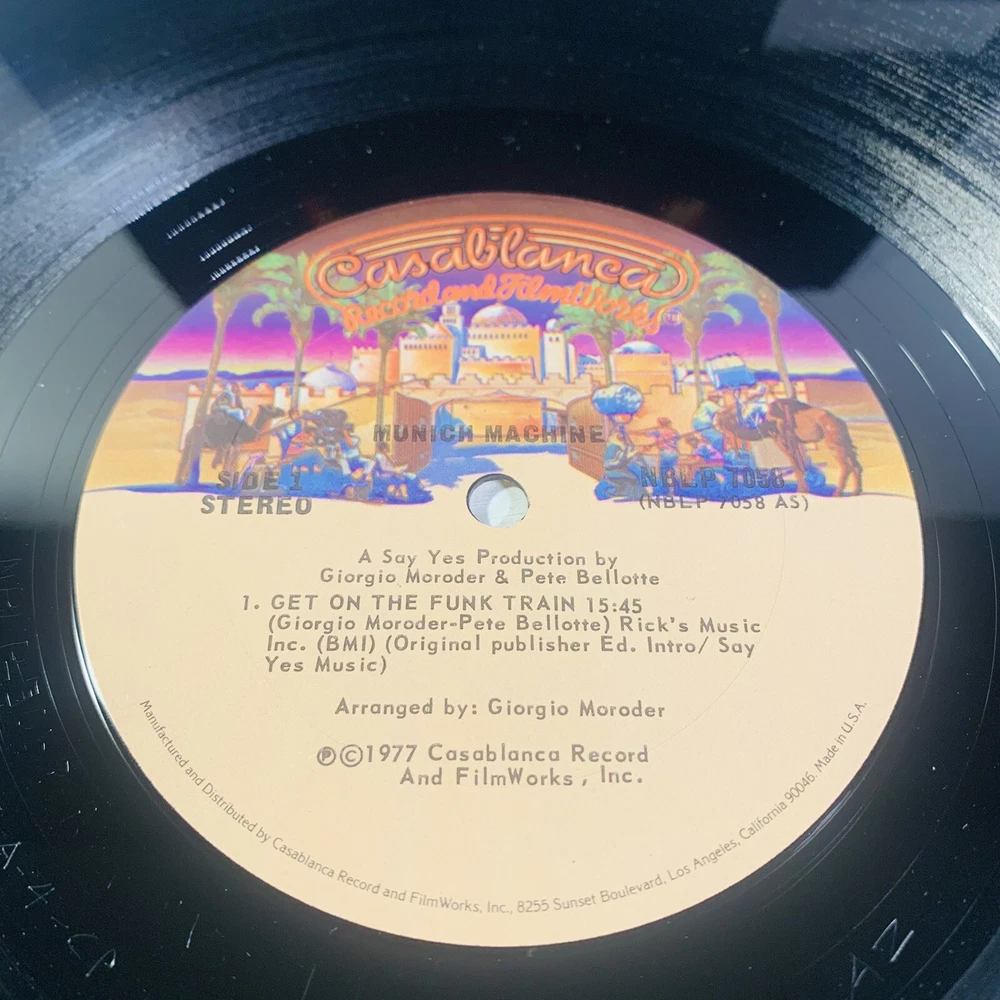 Casablanca
Record and FilmWorks
TM
MUNICH MACHINE
SIDE 1
STEREO
NBLP 7058
(NBLP 7058 AS)
A Say Yes Production by
Giorgio Moroder & Pete Bellotte
1. GET ON THE FUNK TRAIN 15:45
(Giorgio Moroder-Pete Bellotte) Rick's Music
Inc. (BMI) (Original publisher Ed. Intro/ Say
Yes Music)
Arranged by: Giorgio Moroder
℗©1977 Casablanca Record
And FilmWorks, Inc.
Manufactured and Distributed by Casablanca Record and FilmWorks, Inc., 8255 Sunset Boulevard, Los Angeles, California 90046. Made in U.S.A.